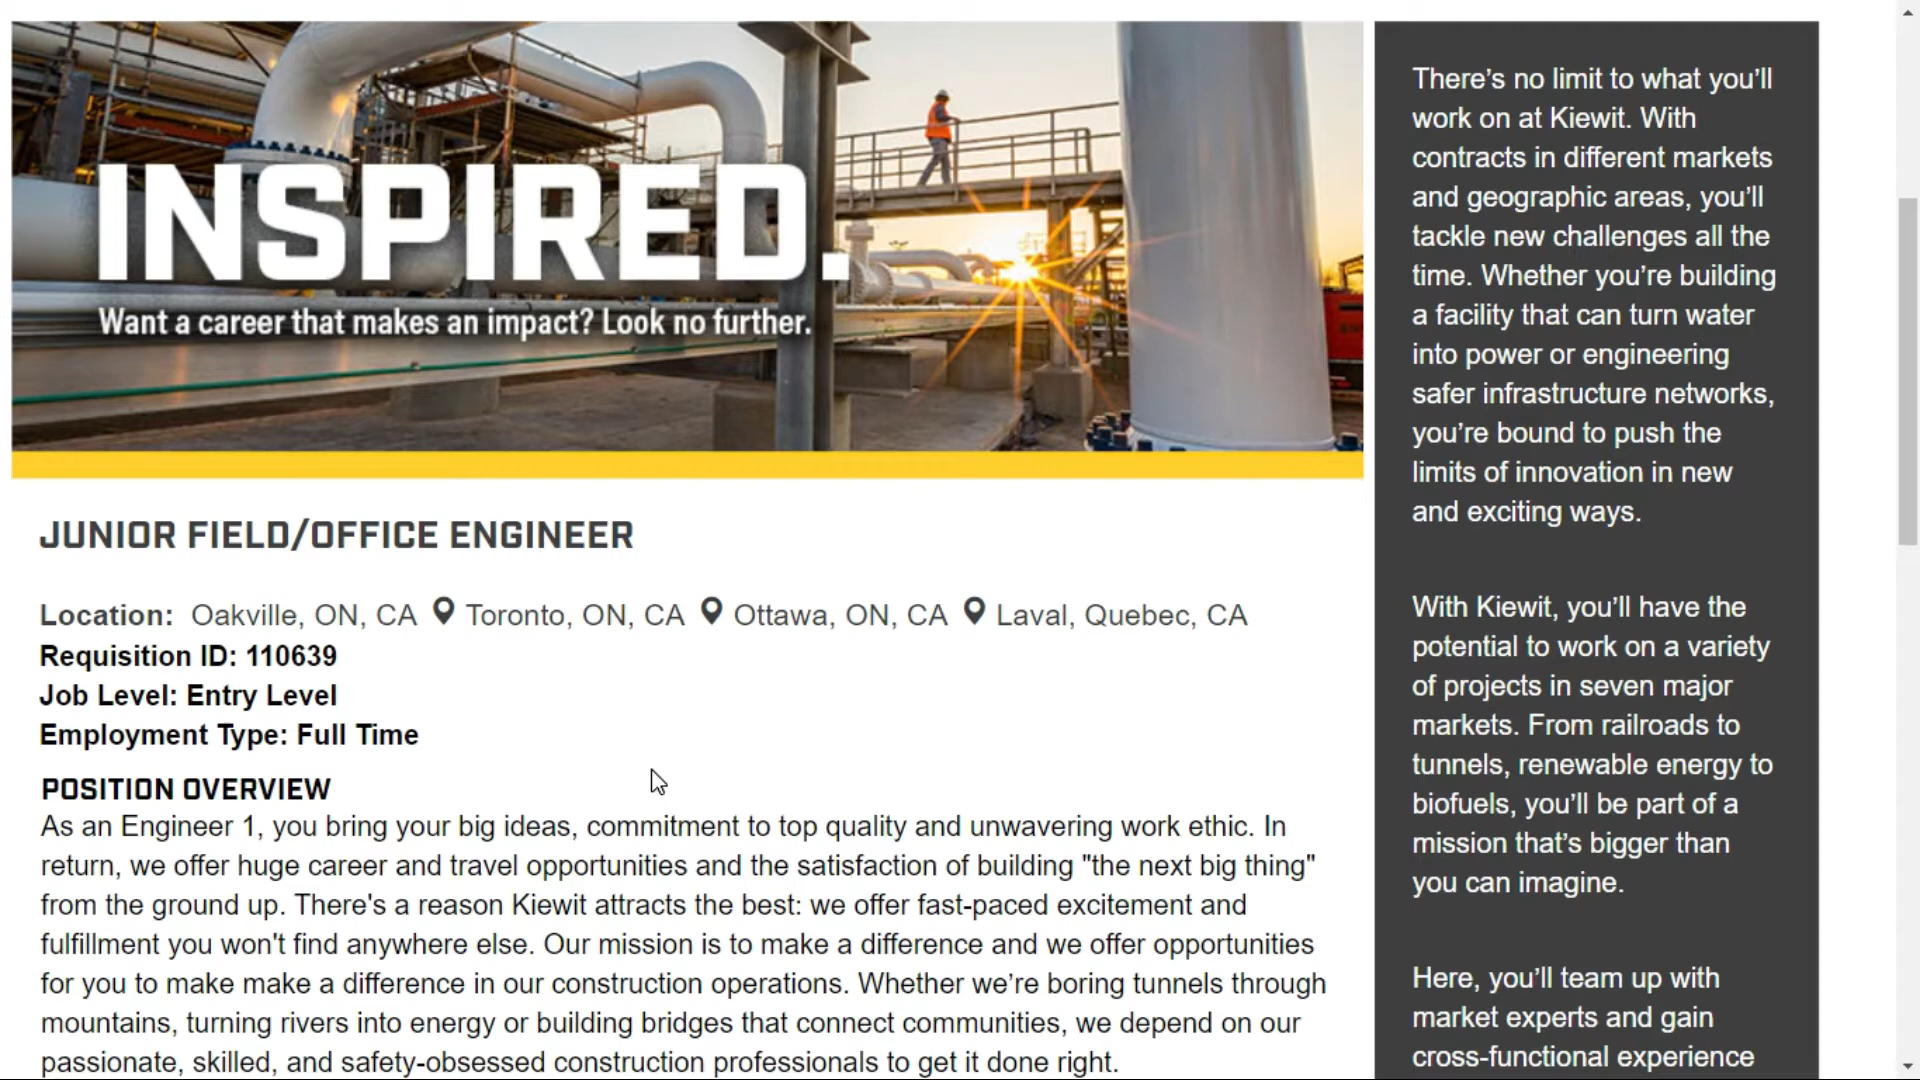 INSPIRED.
Want a career that makes an impact? Look no further.
JUNIOR FIELD/OFFICE ENGINEER
Location: Oakville, ON, CA Toronto, ON, CA Ottawa, ON, CA Laval, Quebec, CA
Requisition ID: 110639
Job Level: Entry Level
Employment Type: Full Time
POSITION OVERVIEW
As an Engineer 1, you bring your big ideas, commitment to top quality and unwavering work ethic. In
return, we offer huge career and travel opportunities and the satisfaction of building "the next big thing"
from the ground up. There's a reason Kiewit attracts the best: we offer fast-paced excitement and
fulfillment you won't find anywhere else. Our mission is to make a difference and we offer opportunities
for you to make make a difference in our construction operations. Whether we’re boring tunnels through
mountains, turning rivers into energy or building bridges that connect communities, we depend on our
passionate, skilled, and safety-obsessed construction professionals to get it done right.
There’s no limit to what you’ll
work on at Kiewit. With
contracts in different markets
and geographic areas, you’ll
tackle new challenges all the
time. Whether you’re building
a facility that can turn water
into power or engineering
safer infrastructure networks,
you’re bound to push the
limits of innovation in new
and exciting ways.
With Kiewit, you’ll have the
potential to work on a variety
of projects in seven major
markets. From railroads to
tunnels, renewable energy to
biofuels, you’ll be part of a
mission that’s bigger than
you can imagine.
Here, you’ll team up with
market experts and gain
cross-functional experience